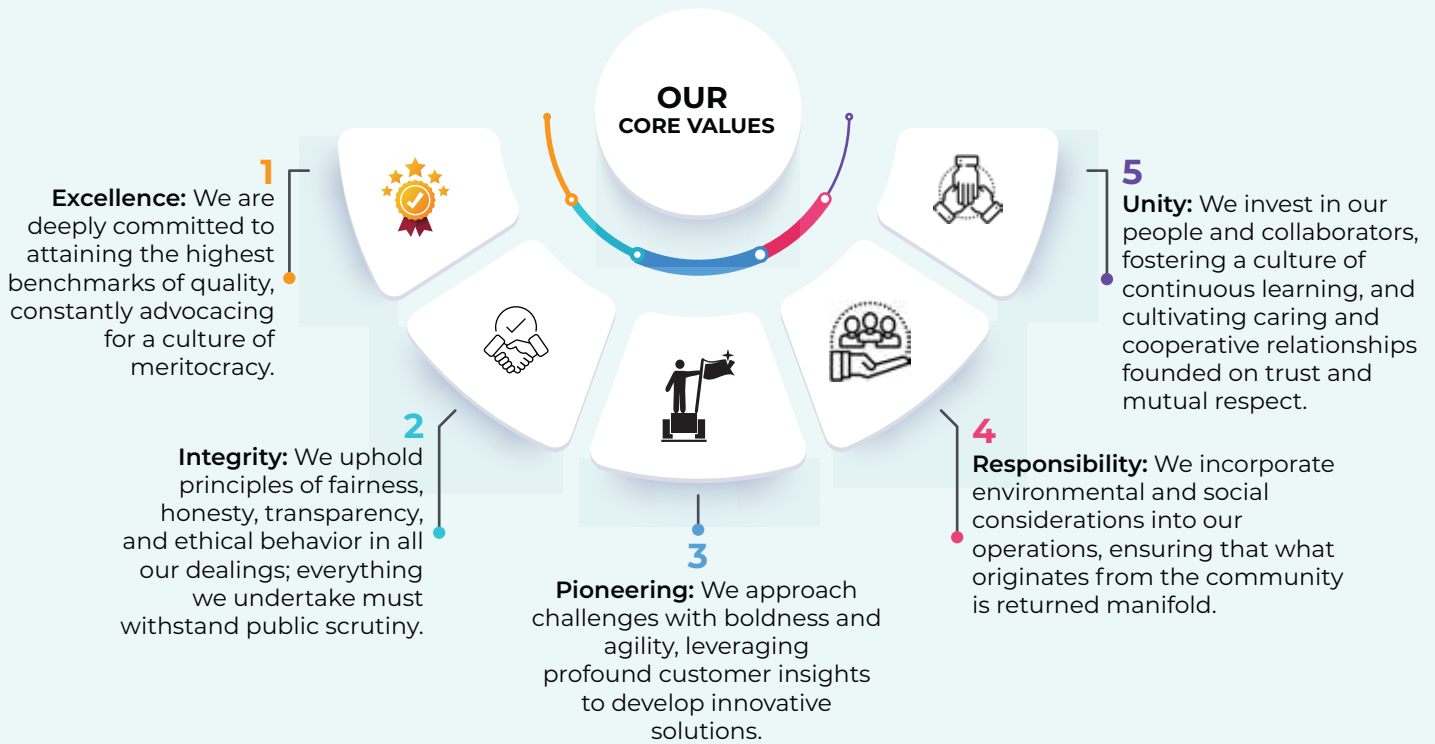 OUR
CORE VALUES
1
Excellence: We are
deeply committed to
attaining the highest
benchmarks of quality,
constantly advocacing
for a culture of
meritocracy.
2
Integrity: We uphold
principles of fairness,
honesty, transparency,
and ethical behavior in all
our dealings; everything
we undertake must
withstand public scrutiny.
3
Pioneering: We approach
challenges with boldness and
agility, leveraging
profound customer insights
to develop innovative
solutions.
4
Responsibility: We incorporate
environmental and social
considerations into our
operations, ensuring that what
originates from the community
is returned manifold.
5
Unity: We invest in our
people and collaborators,
fostering a culture of
continuous learning, and
cultivating caring and
cooperative relationships
founded on trust and
mutual respect.